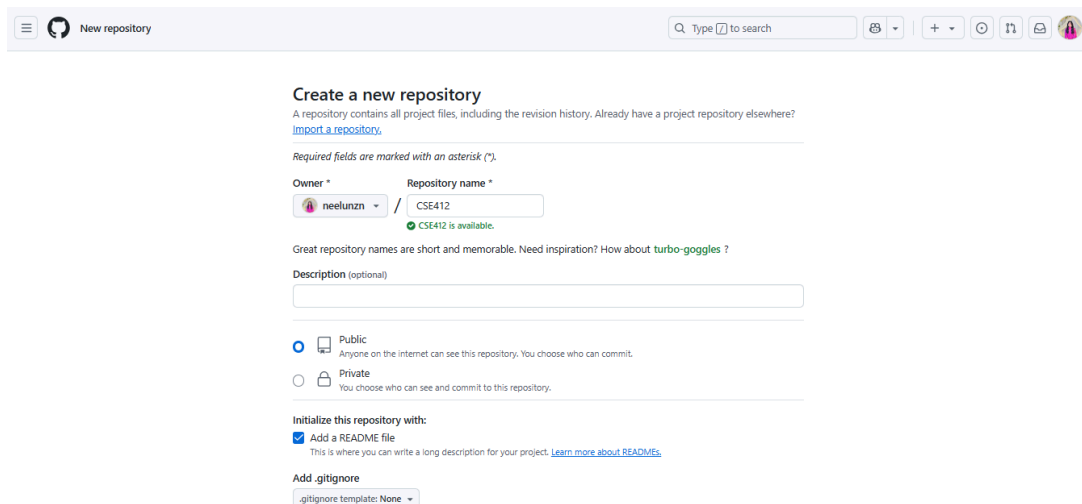 New repository
Type / to search
Create a new repository
A repository contains all project files, including the revision history. Already have a project repository elsewhere?
Import a repository.
Required fields are marked with an asterisk (*).
Owner * Repository name *
neelunzn / CSE412
CSE412 is available.
Great repository names are short and memorable. Need inspiration? How about turbo-goggles ?
Description (optional)
Public
Anyone on the internet can see this repository. You choose who can commit.
Private
You choose who can see and commit to this repository.
Initialize this repository with:
Add a README file
This is where you can write a long description for your project. Learn more about READMEs.
Add .gitignore
.gitignore template: None